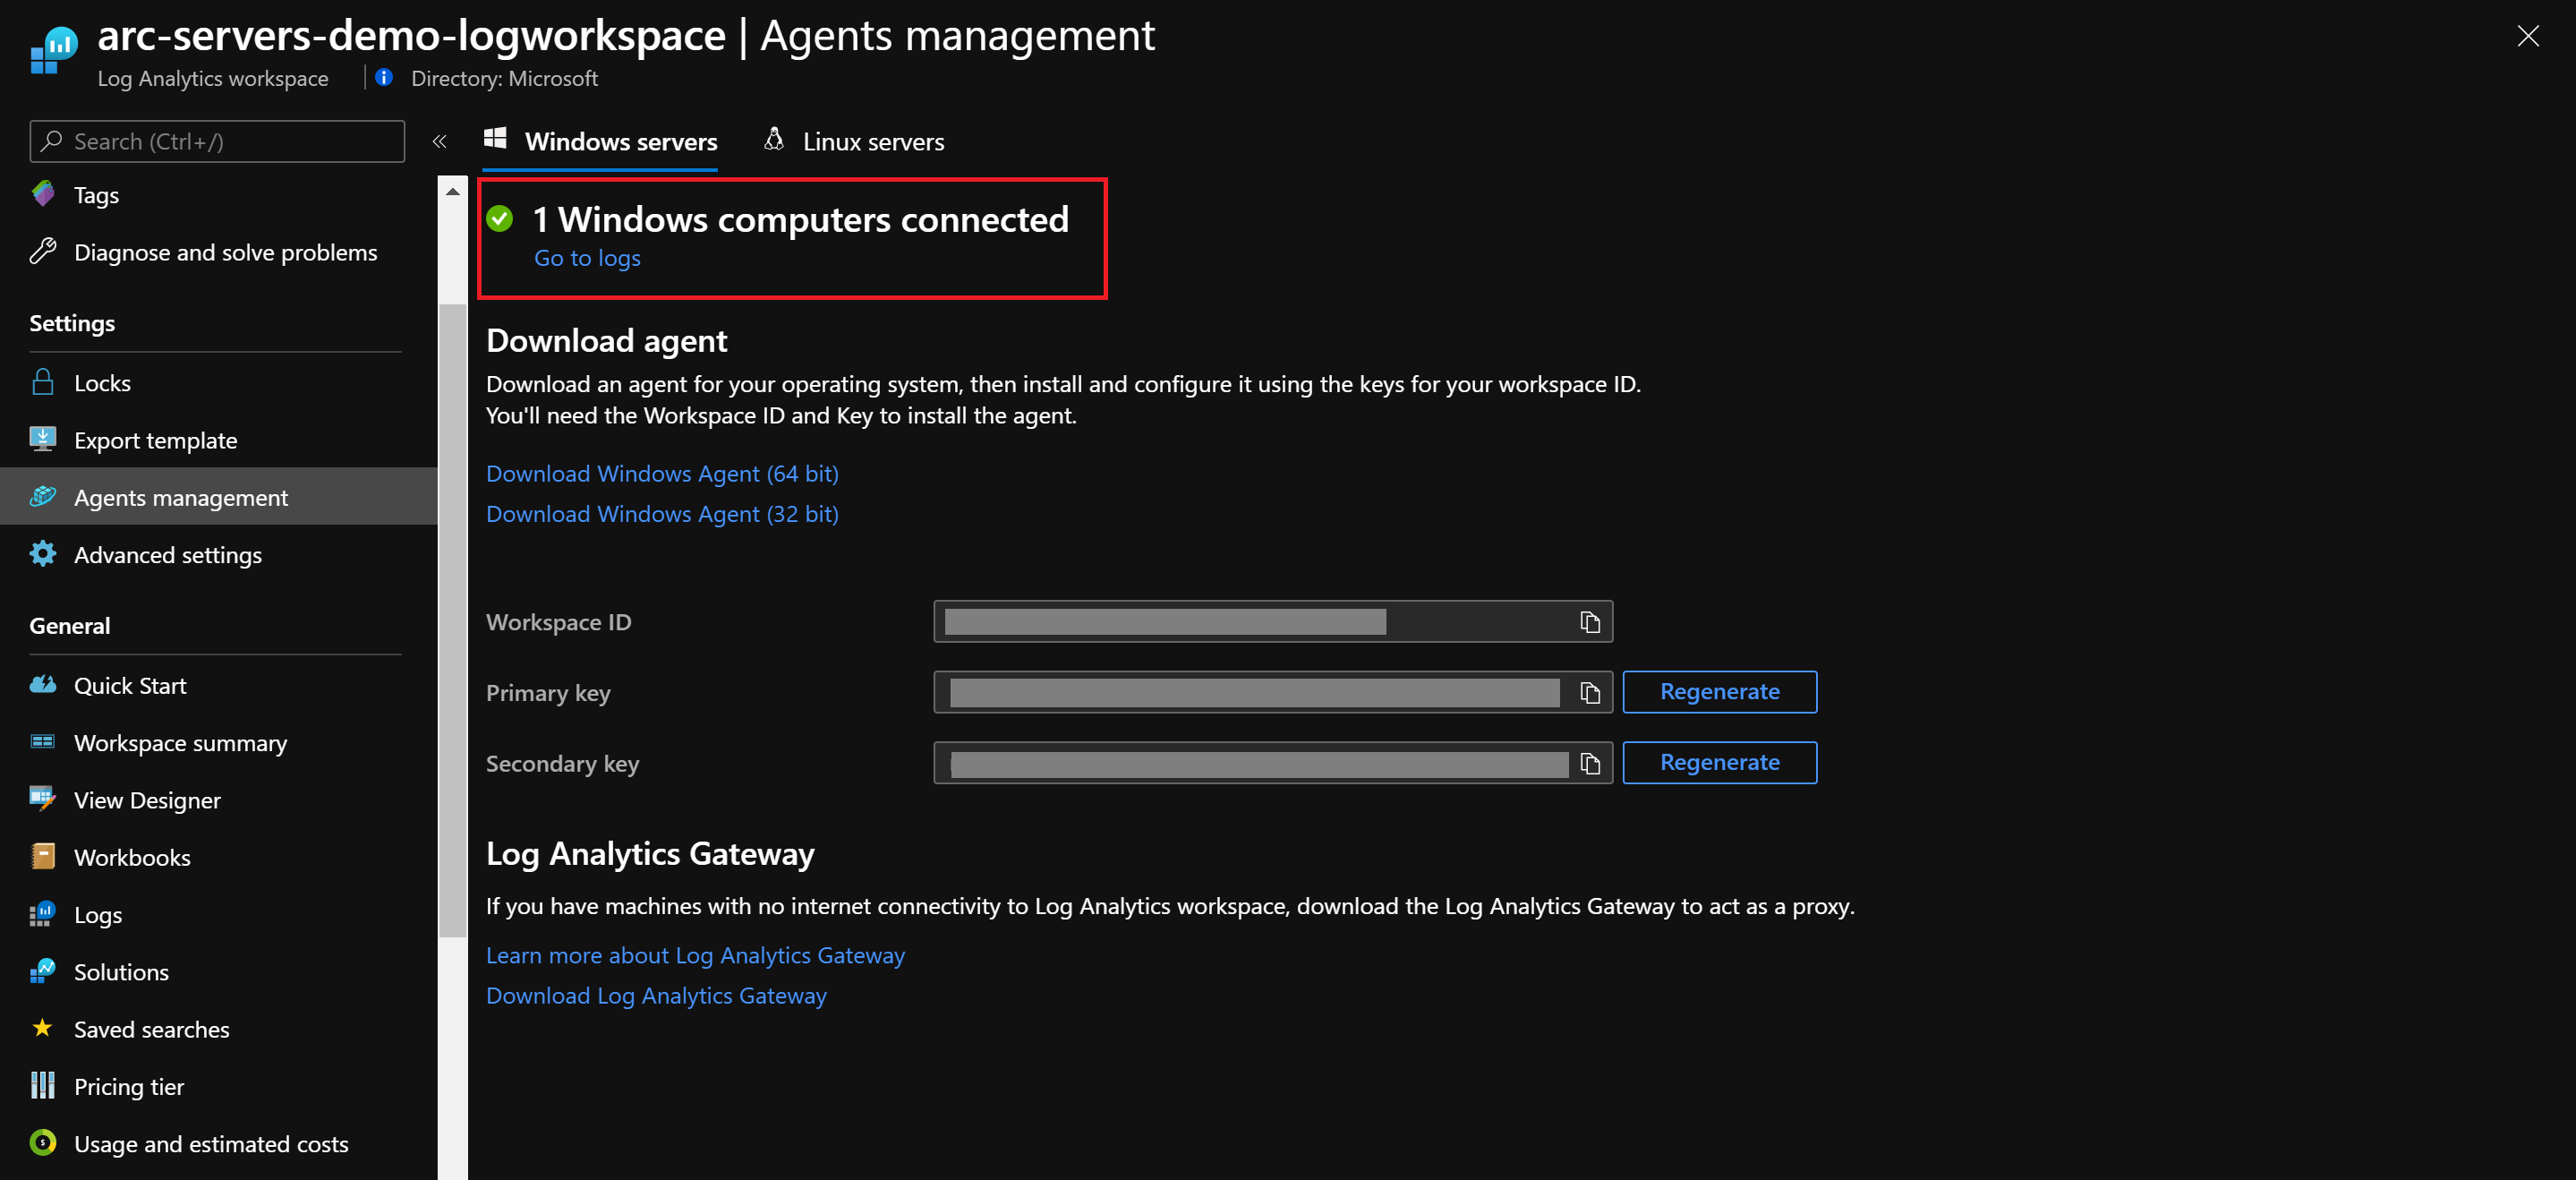 arc-servers-demo-logworkspace | Agents management
Log Analytics workspace
Directory: Microsoft
Search (Ctrl+/)
«
Tags
Diagnose and solve problems
Settings
Locks
Export template
Agents management
Advanced settings
General
Quick Start
Workspace summary
View Designer
Workbooks
Logs
Solutions
Saved searches
Pricing tier
Usage and estimated costs
Windows servers
Linux servers
1 Windows computers connected
Go to logs
Download agent
Download an agent for your operating system, then install and configure it using the keys for your workspace ID.
You'll need the Workspace ID and Key to install the agent.
Download Windows Agent (64 bit)
Download Windows Agent (32 bit)
Workspace ID
Primary key
Regenerate
Secondary key
Regenerate
Log Analytics Gateway
If you have machines with no internet connectivity to Log Analytics workspace, download the Log Analytics Gateway to act as a proxy.
Learn more about Log Analytics Gateway
Download Log Analytics Gateway